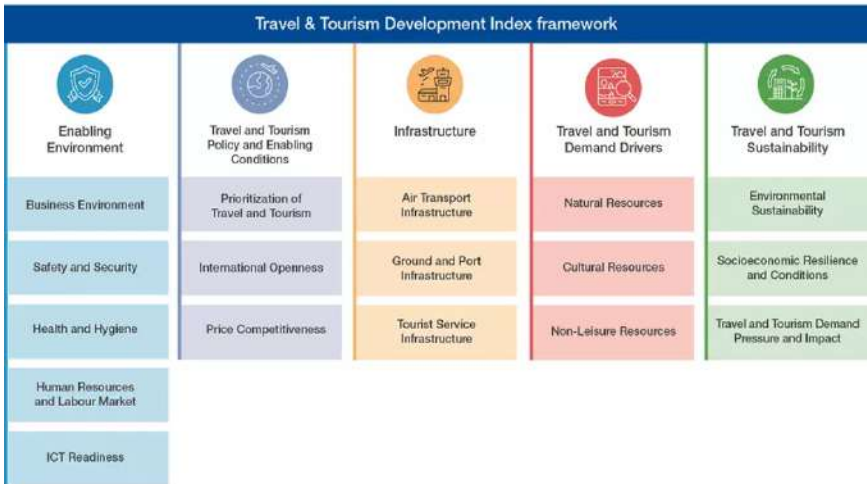 Travel & Tourism Development Index framework
Enabling
Environment
Business Environment
Safety and Security
Health and Hygiene
Human Resources
and Labour Market
ICT Readiness
Travel and Tourism
Policy and Enabling
Conditions
Prioritization of
Travel and Tourism
International Openness
Price Competitiveness
Infrastructure
Air Transport
Infrastructure
Ground and Port
Infrastructure
Tourist Service
Infrastructure
Travel and Tourism
Demand Drivers
Natural Resources
Cultural Resources
Non-Leisure Resources
Travel and Tourism
Sustainability
Environmental
Sustainability
Socioeconomic Resilience
and Conditions
Travel and Tourism Demand
Pressure and Impact